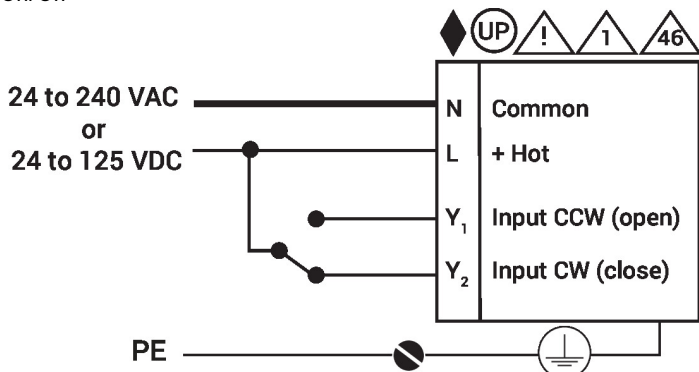 UP ! 1 46
24 to 240 VAC
or
24 to 125 VDC
N Common
L + Hot
Y₁ Input CCW (open)
Y₂ Input CW (close)
PE